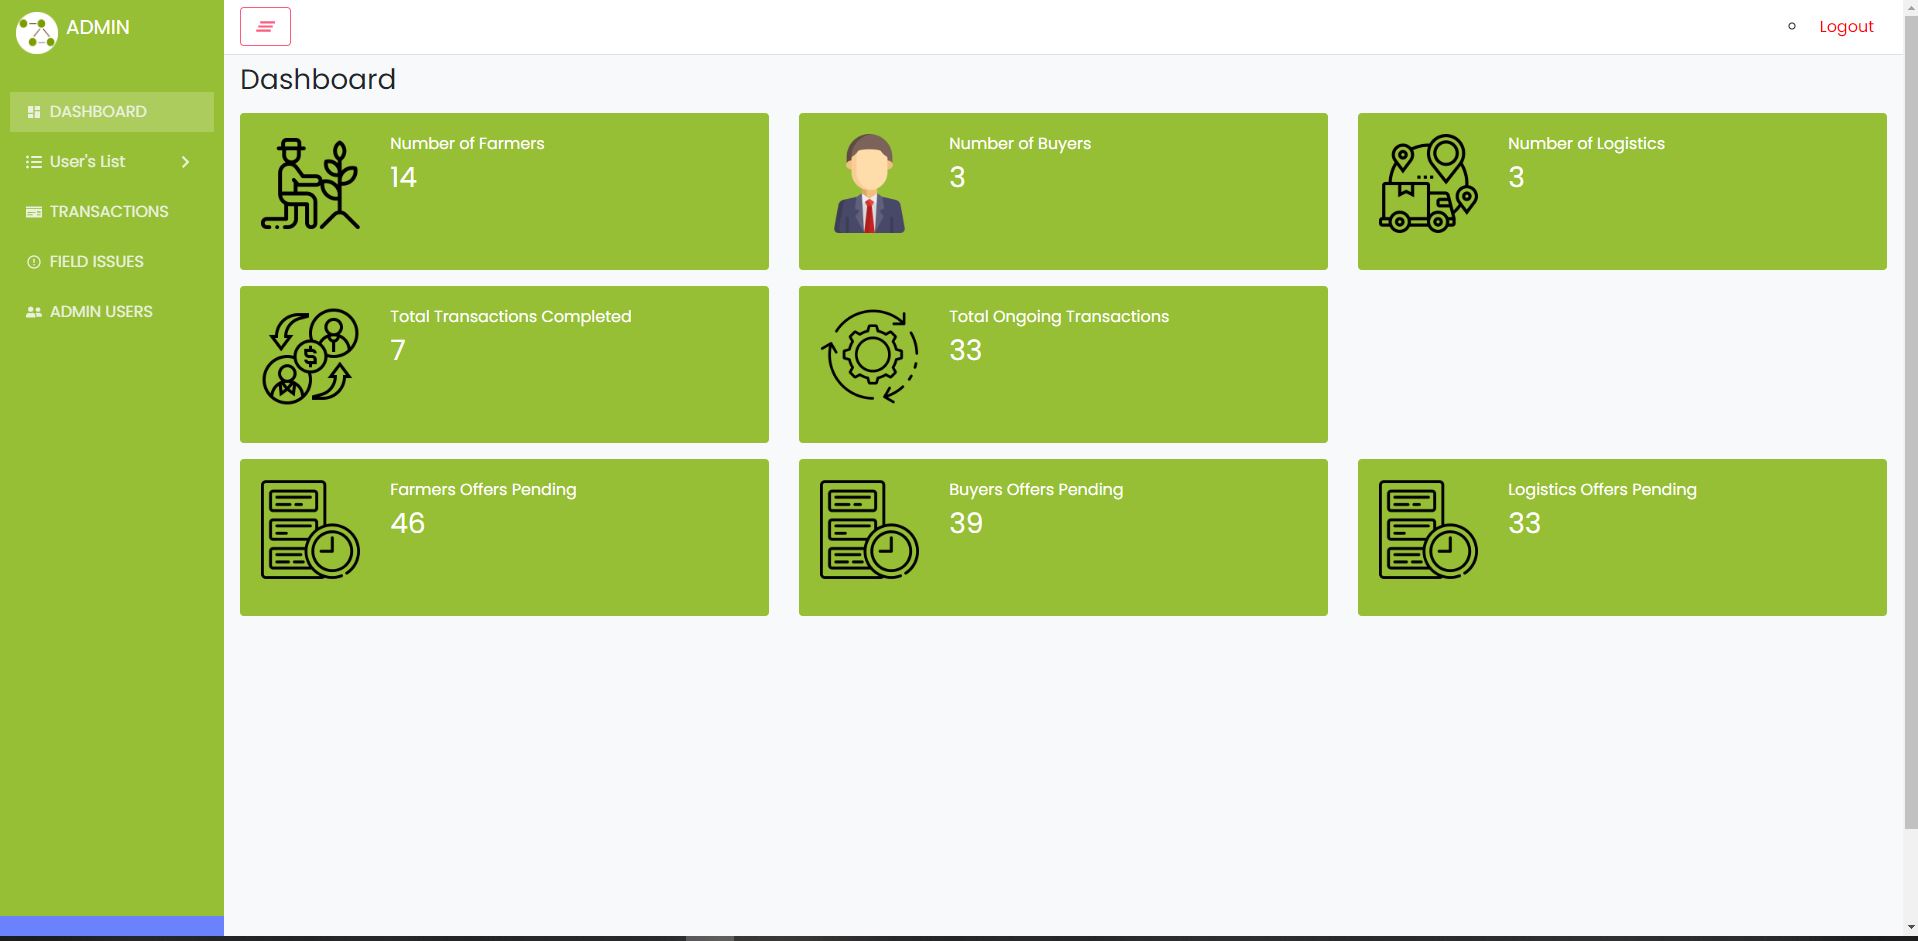 ADMIN
Logout
DASHBOARD
User's List
TRANSACTIONS
FIELD ISSUES
ADMIN USERS
Dashboard
Number of Farmers
14
Number of Buyers
3
Number of Logistics
3
Total Transactions Completed
7
Total Ongoing Transactions
33
Farmers Offers Pending
46
Buyers Offers Pending
39
Logistics Offers Pending
33